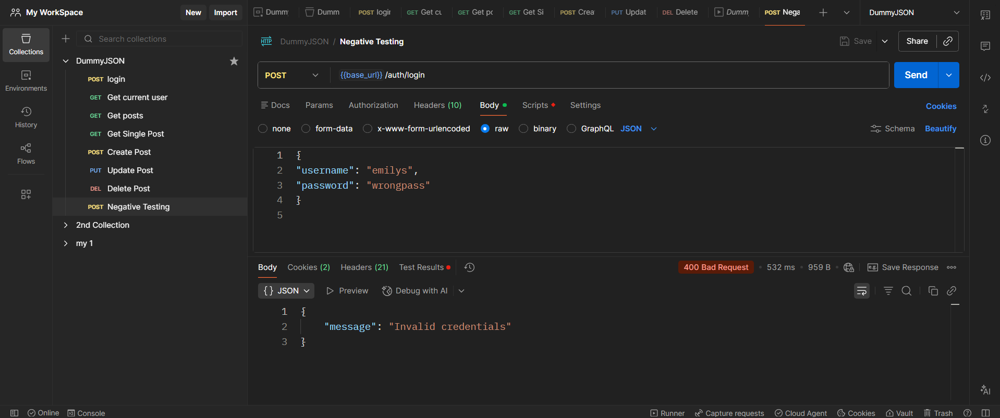 My WorkSpace
New
Import
Dummy
Dumm
POST login
GET Get cu
GET Get po
GET Get Si
POST Crea
PUT Updat
DEL Delete
Dummy
POST Nega
DummyJSON
Collections
Environments
History
Flows
Search collections
DummyJSON
POST login
GET Get current user
GET Get posts
GET Get Single Post
POST Create Post
PUT Update Post
DEL Delete Post
POST Negative Testing
2nd Collection
my 1
HTTP DummyJSON / Negative Testing
Save
Share
POST
{{base_url}} /auth/login
Send
Docs Params Authorization Headers (10) Body Scripts Settings
Cookies
none form-data x-www-form-urlencoded raw binary GraphQL JSON
Schema Beautify
1 {
2 "username": "emilys",
3 "password": "wrongpass"
4 }
5
Body Cookies (2) Headers (21) Test Results
400 Bad Request • 532 ms • 959 B •
e.g. Save Response
{} JSON Preview Debug with AI
1 {
2 "message": "Invalid credentials"
3 }
AI
Online Console
Runner Capture requests Cloud Agent Cookies Vault Trash